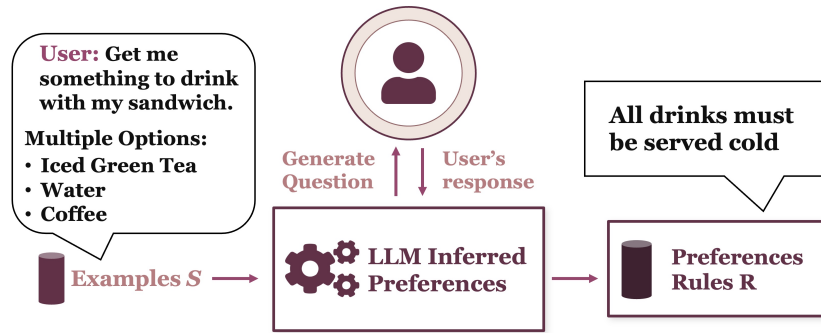 User: Get me
something to drink
with my sandwich.
Multiple Options:
• Iced Green Tea
• Water
• Coffee
Examples S
Generate
Question
User's
response
LLM Inferred
Preferences
All drinks must
be served cold
Preferences
Rules R